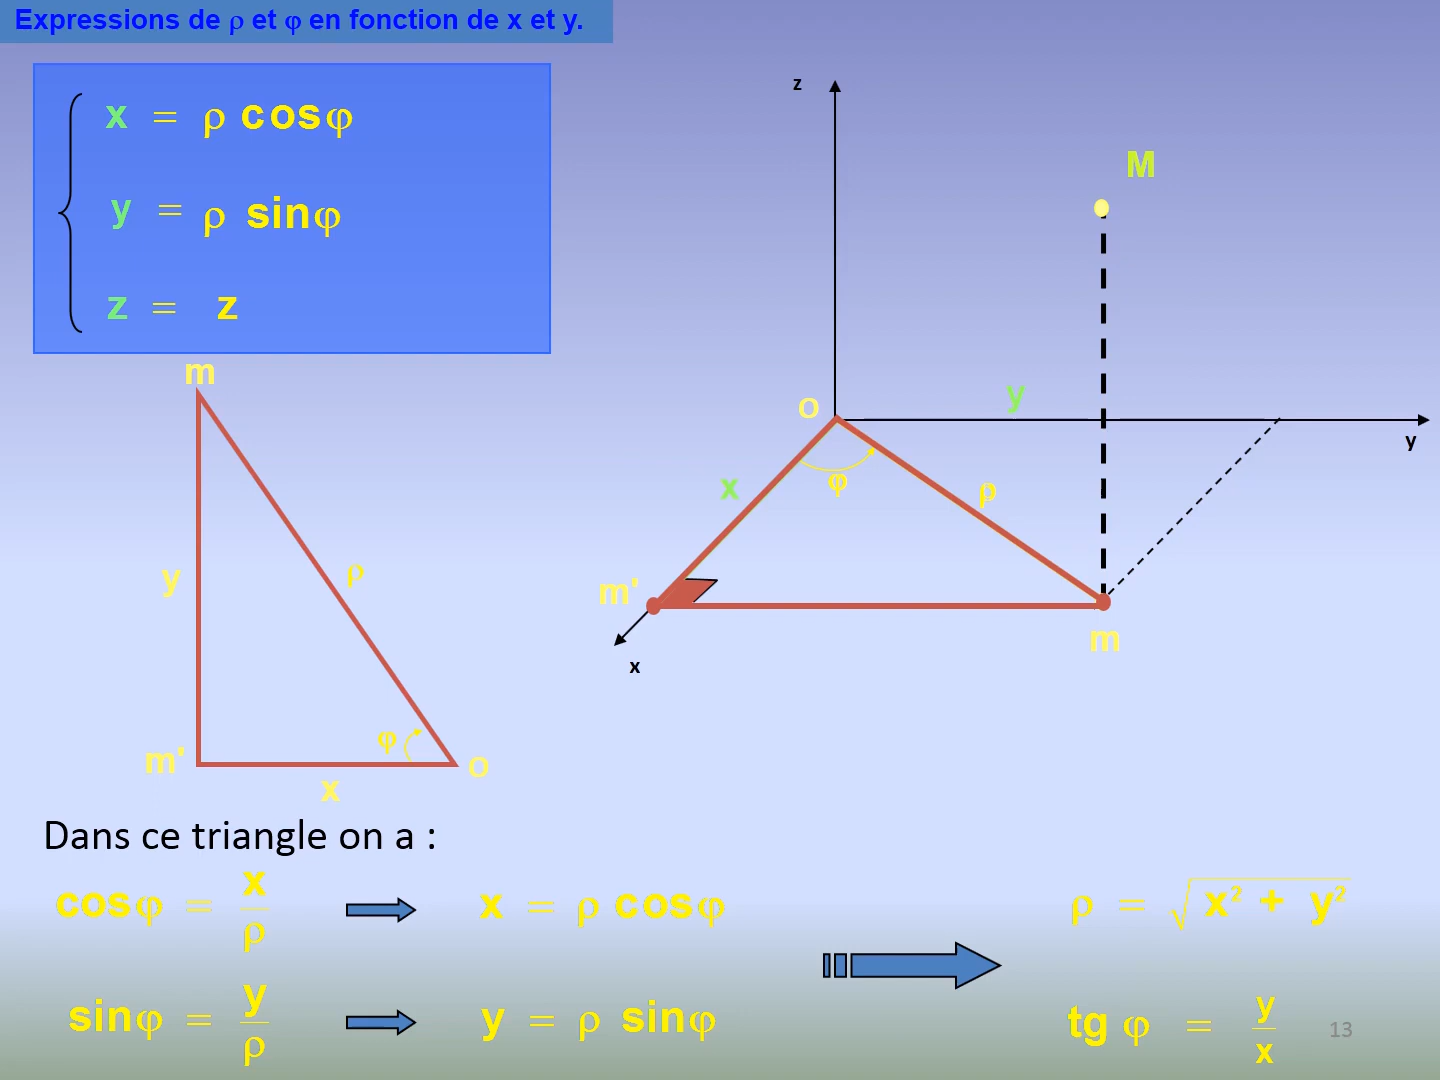 Expressions de ρ et φ en fonction de x et y.
x = ρ cosφ
y = ρ sinφ
z = z
z
M
o
y
y
x
φ
ρ
m'
m
x
m
y
ρ
φ
m'
o
x
Dans ce triangle on a :
cosφ = x/ρ
x = ρ cosφ
sinφ = y/ρ
y = ρ sinφ
ρ = √x² + y²
tg φ = y/x
13